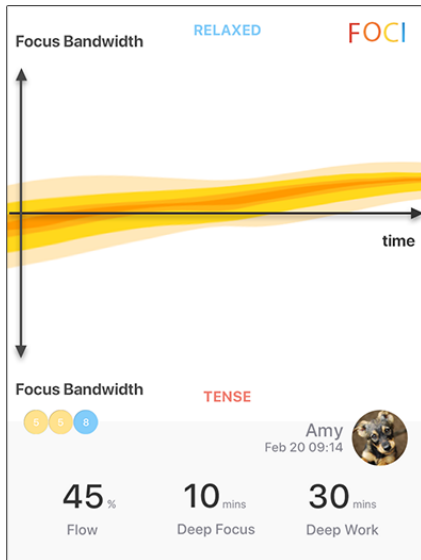 RELAXED
FOCI
Focus Bandwidth
time
Focus Bandwidth
TENSE
5 5 8
Amy
Feb 20 09:14
45 % 10 mins 30 mins
Flow Deep Focus Deep Work